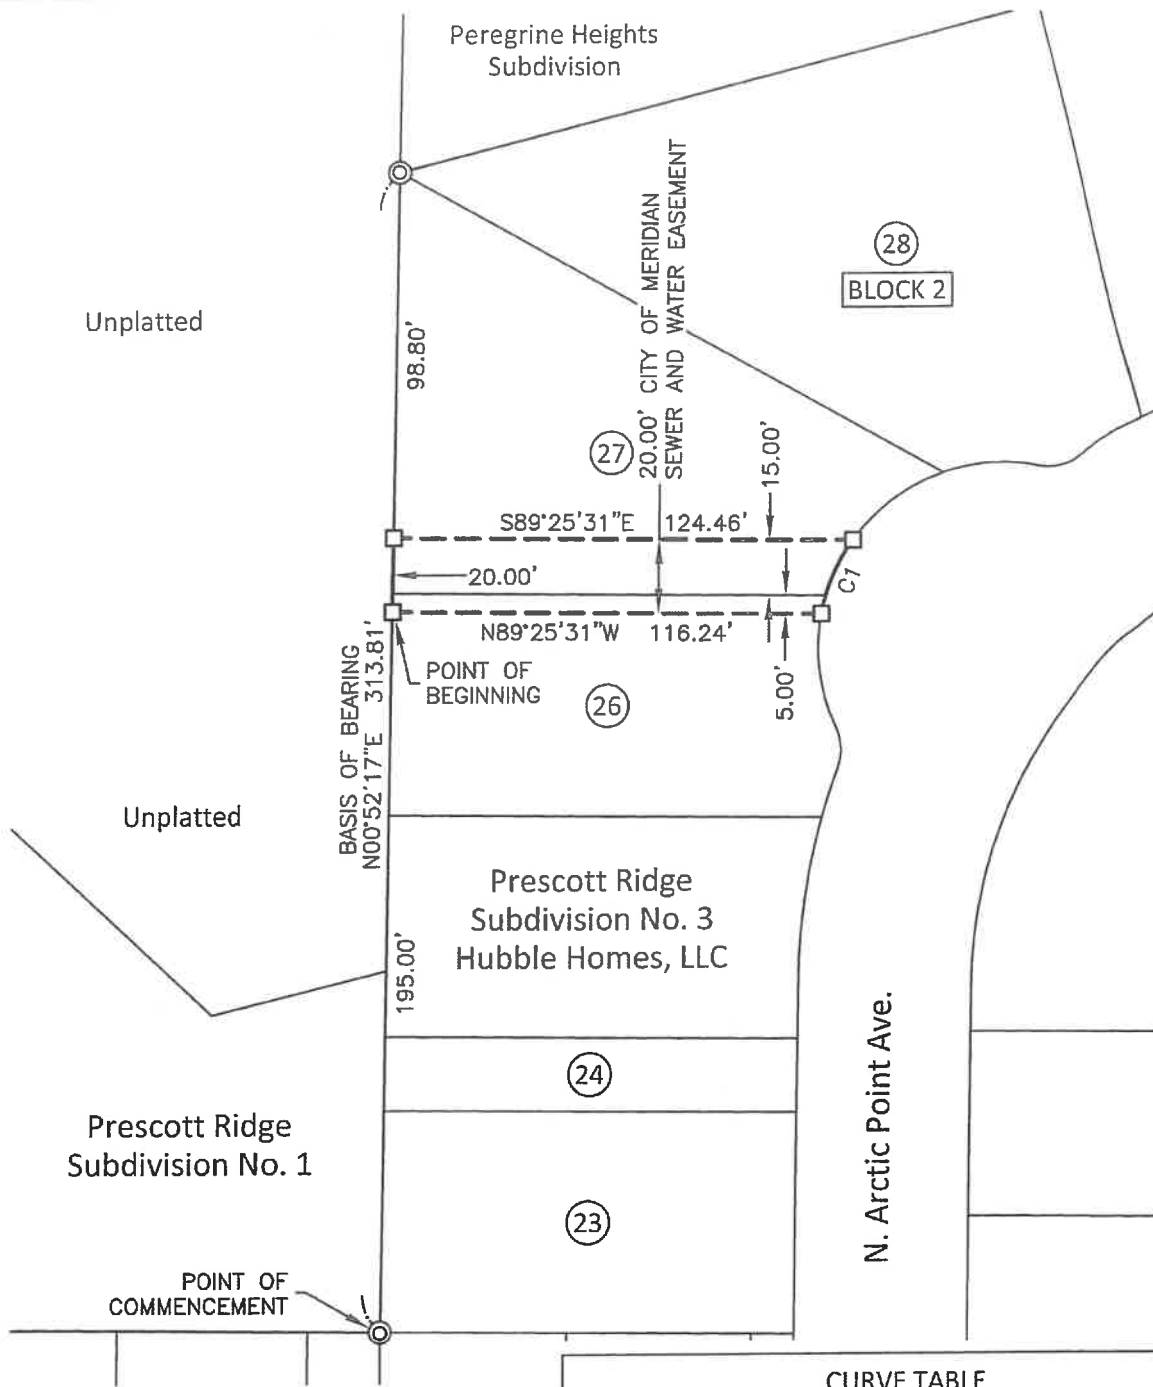 Peregrine Heights
Subdivision
28
BLOCK 2
Unplatted
98.80'
20.00' CITY OF MERIDIAN
SEWER AND WATER EASEMENT
27
15.00'
S89°25'31"E 124.46'
20.00'
C1
N89°25'31"W 116.24'
5.00'
POINT OF
BEGINNING
26
BASIS OF BEARING
N00°52'17"E 313.81'
Unplatted
Prescott Ridge
Subdivision No. 3
Hubble Homes, LLC
195.00'
24
N. Arctic Point Ave.
Prescott Ridge
Subdivision No. 1
23
POINT OF
COMMENCEMENT
CURVE TABLE